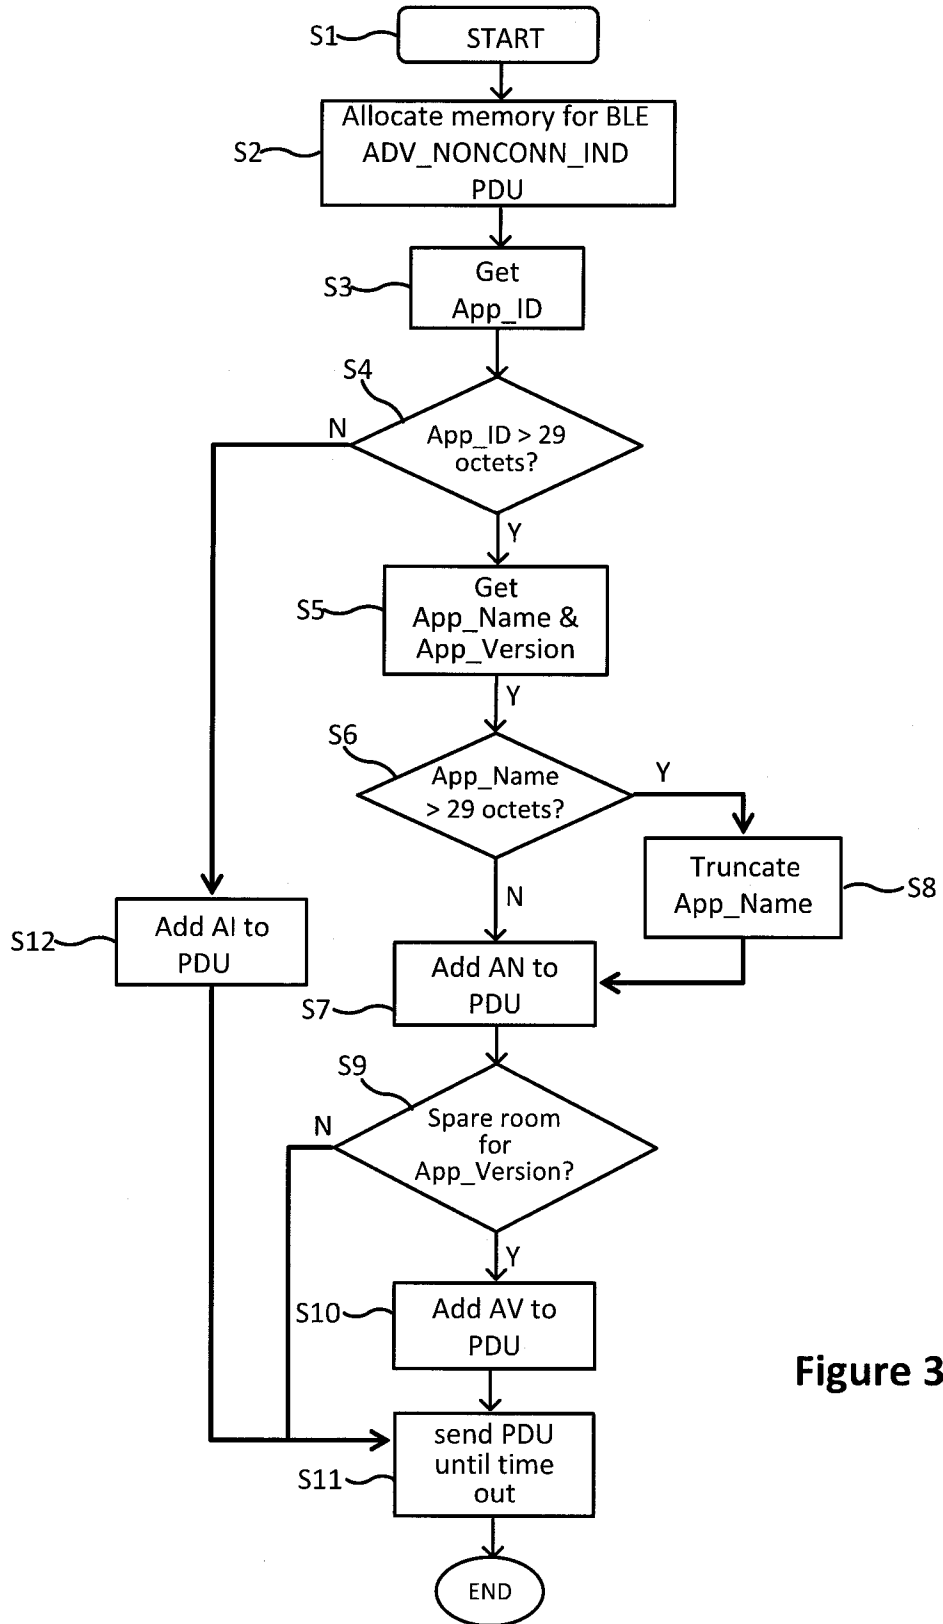 S1
START
S2
Allocate memory for BLE
ADV_NONCONN_IND
PDU
S3
Get
App_ID
S4
N
App_ID > 29
octets?
Y
S5
Get
App_Name &
App_Version
Y
S6
App_Name
> 29 octets?
Y
N
Truncate
App_Name
S8
S12
Add AI to
PDU
S7
Add AN to
PDU
S9
N
Spare room
for
App_Version?
Y
S10
Add AV to
PDU
Figure 3
S11
send PDU
until time
out
END